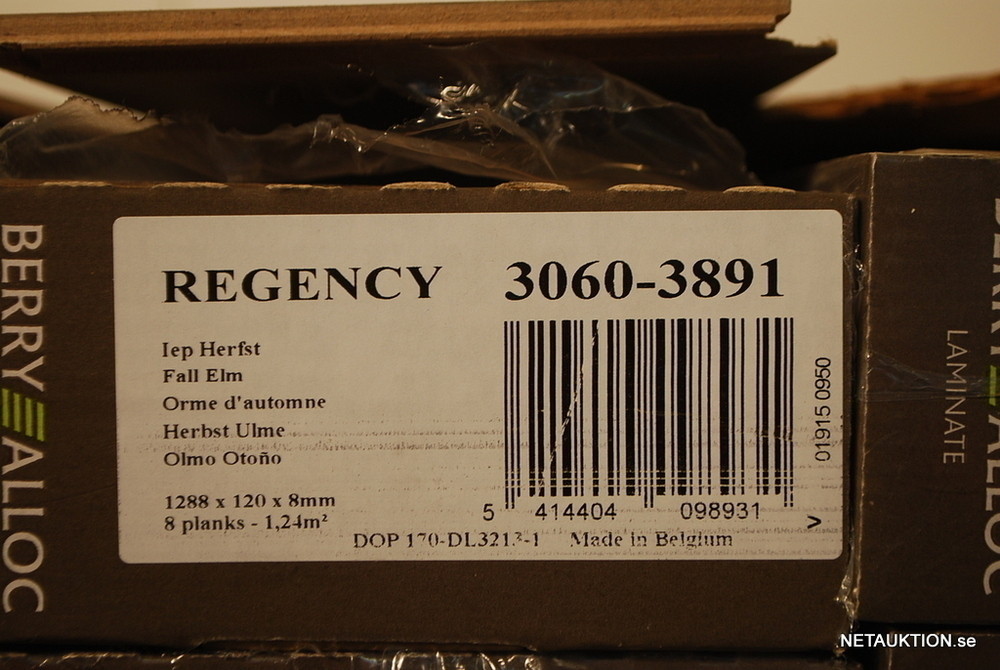 BERRY ALLOC
REGENCY 3060-3891
Iep Herfst
Fall Elm
Orme d'automne
Herbst Ulme
Olmo Otoño
1288 x 120 x 8mm
8 planks - 1,24m²
5 414404 098931 >
01915 0950
DOP 170-DL3213-1 Made in Belgium
LAMINATE
ALLOC
NETAUKTION.se